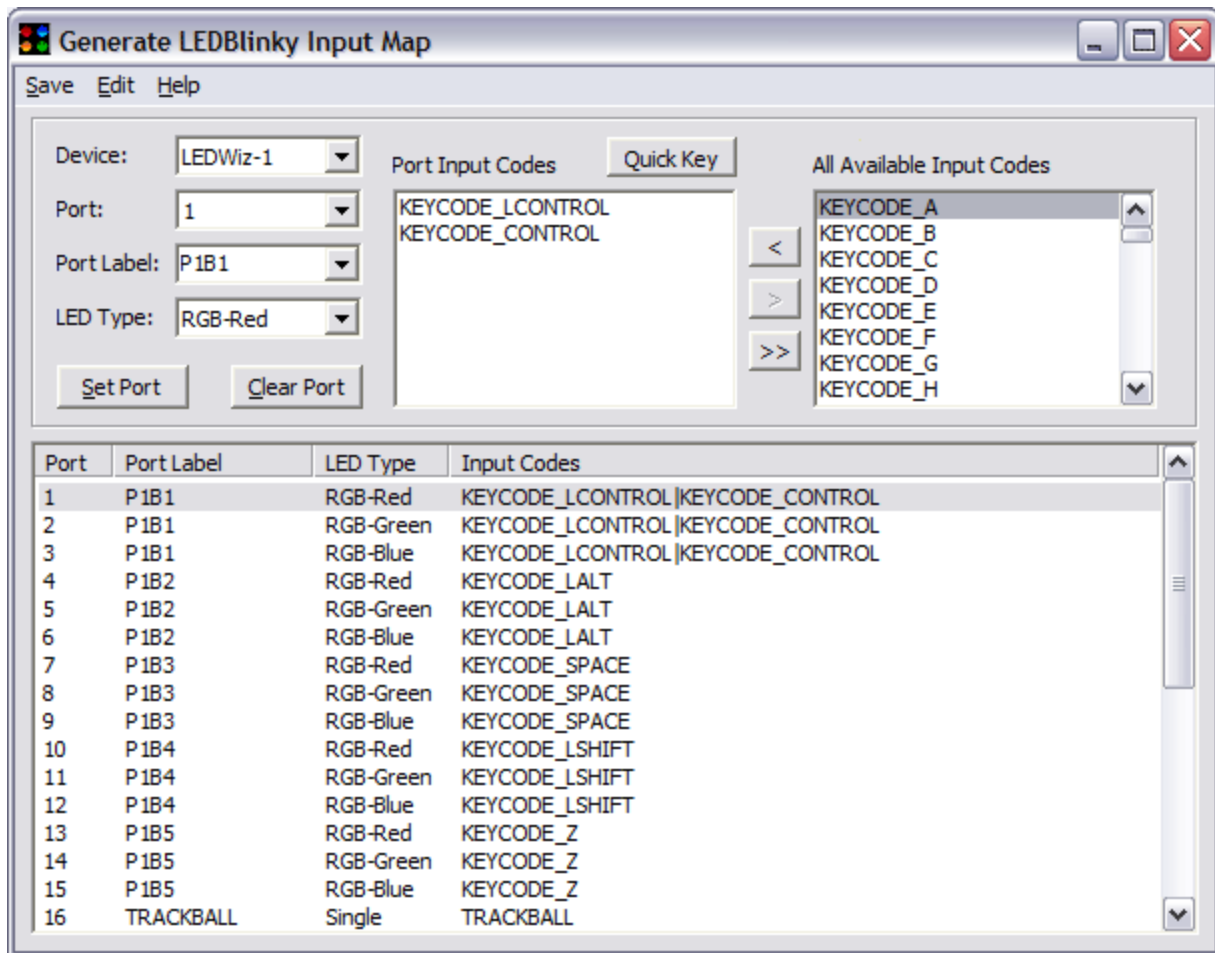 Generate LEDBlinky Input Map
Save Edit Help
Device: LEDWiz-1
Port: 1
Port Label: P1B1
LED Type: RGB-Red
Set Port Clear Port
Port Input Codes Quick Key
KEYCODE_LCONTROL
KEYCODE_CONTROL
<
>
>>
All Available Input Codes
KEYCODE_A
KEYCODE_B
KEYCODE_C
KEYCODE_D
KEYCODE_E
KEYCODE_F
KEYCODE_G
KEYCODE_H
Port Port Label LED Type Input Codes
1 P1B1 RGB-Red KEYCODE_LCONTROL|KEYCODE_CONTROL
2 P1B1 RGB-Green KEYCODE_LCONTROL|KEYCODE_CONTROL
3 P1B1 RGB-Blue KEYCODE_LCONTROL|KEYCODE_CONTROL
4 P1B2 RGB-Red KEYCODE_LALT
5 P1B2 RGB-Green KEYCODE_LALT
6 P1B2 RGB-Blue KEYCODE_LALT
7 P1B3 RGB-Red KEYCODE_SPACE
8 P1B3 RGB-Green KEYCODE_SPACE
9 P1B3 RGB-Blue KEYCODE_SPACE
10 P1B4 RGB-Red KEYCODE_LSHIFT
11 P1B4 RGB-Green KEYCODE_LSHIFT
12 P1B4 RGB-Blue KEYCODE_LSHIFT
13 P1B5 RGB-Red KEYCODE_Z
14 P1B5 RGB-Green KEYCODE_Z
15 P1B5 RGB-Blue KEYCODE_Z
16 TRACKBALL Single TRACKBALL